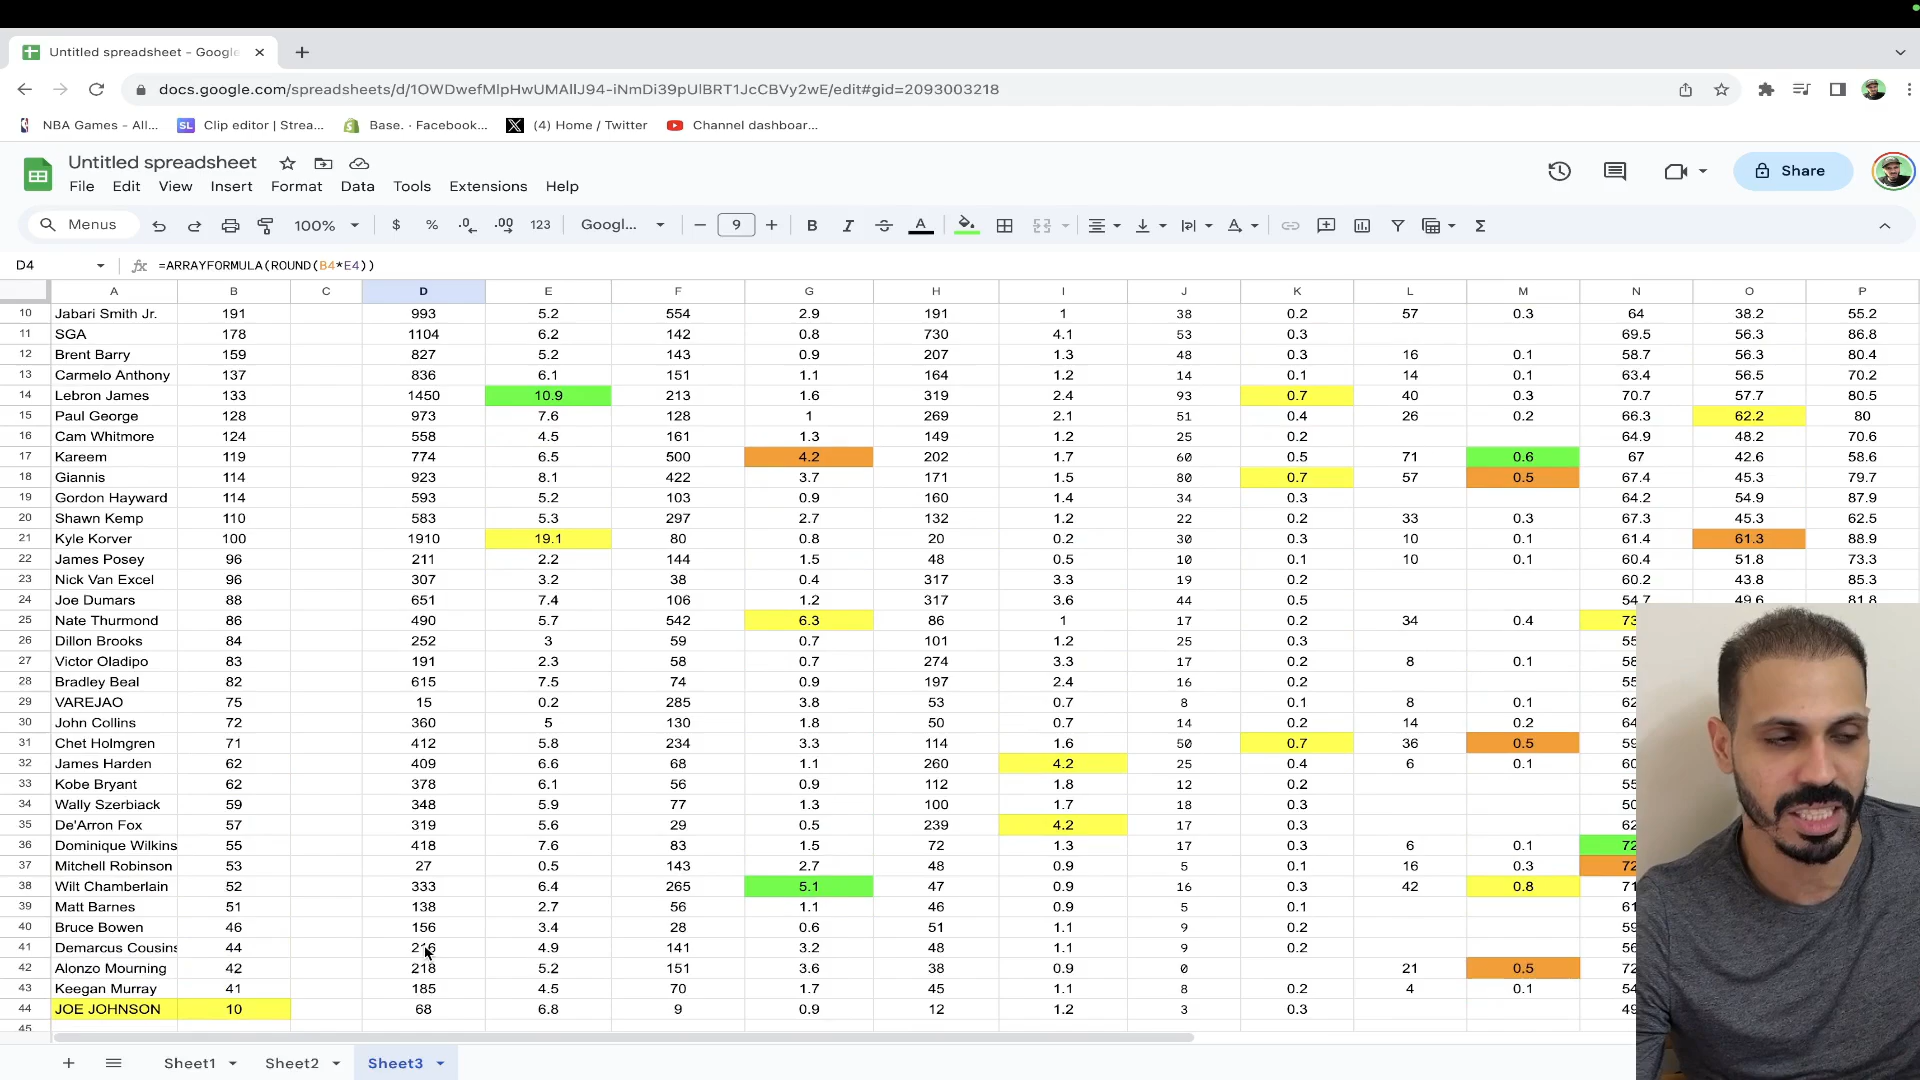 Untitled spreadsheet - Google
docs.google.com/spreadsheets/d/1OWDwefMlpHwUMAllJ94-iNmDi39pUlBRT1JcCBVy2wE/edit#gid=2093003218
NBA Games - All... SL Clip editor | Strea... Base. · Facebook... (4) Home / Twitter Channel dashboar...
Untitled spreadsheet
File Edit View Insert Format Data Tools Extensions Help Share
Menus 100% $ % .0 .00 123 Googl... 9 B I A
D4 fx =ARRAYFORMULA(ROUND(B4*E4))
A B C D E F G H I J K L M N O P
10 Jabari Smith Jr. 191 993 5.2 554 2.9 191 1 38 0.2 57 0.3 64 38.2 55.2
11 SGA 178 1104 6.2 142 0.8 730 4.1 53 0.3 69.5 56.3 86.8
12 Brent Barry 159 827 5.2 143 0.9 207 1.3 48 0.3 16 0.1 58.7 56.3 80.4
13 Carmelo Anthony 137 836 6.1 151 1.1 164 1.2 14 0.1 14 0.1 63.4 56.5 70.2
14 Lebron James 133 1450 10.9 213 1.6 319 2.4 93 0.7 40 0.3 70.7 57.7 80.5
15 Paul George 128 973 7.6 128 1 269 2.1 51 0.4 26 0.2 66.3 62.2 80
16 Cam Whitmore 124 558 4.5 161 1.3 149 1.2 25 0.2 64.9 48.2 70.6
17 Kareem 119 774 6.5 500 4.2 202 1.7 60 0.5 71 0.6 67 42.6 58.6
18 Giannis 114 923 8.1 422 3.7 171 1.5 80 0.7 57 0.5 67.4 45.3 79.7
19 Gordon Hayward 114 593 5.2 103 0.9 160 1.4 34 0.3 64.2 54.9 87.9
20 Shawn Kemp 110 583 5.3 297 2.7 132 1.2 22 0.2 33 0.3 67.3 45.3 62.5
21 Kyle Korver 100 1910 19.1 80 0.8 20 0.2 30 0.3 10 0.1 61.4 61.3 88.9
22 James Posey 96 211 2.2 144 1.5 48 0.5 10 0.1 10 0.1 60.4 51.8 73.3
23 Nick Van Excel 96 307 3.2 38 0.4 317 3.3 19 0.2 60.2 43.8 85.3
24 Joe Dumars 88 651 7.4 106 1.2 317 3.6 44 0.5 54.7 49.6 81.8
25 Nate Thurmond 86 490 5.7 542 6.3 86 1 17 0.2 34 0.4 73
26 Dillon Brooks 84 252 3 59 0.7 101 1.2 25 0.3 55
27 Victor Oladipo 83 191 2.3 58 0.7 274 3.3 17 0.2 8 0.1 58
28 Bradley Beal 82 615 7.5 74 0.9 197 2.4 16 0.2 55
29 VAREJAO 75 15 0.2 285 3.8 53 0.7 8 0.1 8 0.1 62
30 John Collins 72 360 5 130 1.8 50 0.7 14 0.2 14 0.2 64
31 Chet Holmgren 71 412 5.8 234 3.3 114 1.6 50 0.7 36 0.5 59
32 James Harden 62 409 6.6 68 1.1 260 4.2 25 0.4 6 0.1 60
33 Kobe Bryant 62 378 6.1 56 0.9 112 1.8 12 0.2 55
34 Wally Szerbiack 59 348 5.9 77 1.3 100 1.7 18 0.3 50
35 De'Arron Fox 57 319 5.6 29 0.5 239 4.2 17 0.3 62
36 Dominique Wilkins 55 418 7.6 83 1.5 72 1.3 17 0.3 6 0.1 72
37 Mitchell Robinson 53 27 0.5 143 2.7 48 0.9 5 0.1 16 0.3 72
38 Wilt Chamberlain 52 333 6.4 265 5.1 47 0.9 16 0.3 42 0.8 71
39 Matt Barnes 51 138 2.7 56 1.1 46 0.9 5 0.1 61
40 Bruce Bowen 46 156 3.4 28 0.6 51 1.1 9 0.2 59
41 Demarcus Cousins 44 216 4.9 141 3.2 48 1.1 9 0.2 56
42 Alonzo Mourning 42 218 5.2 151 3.6 38 0.9 0 21 0.5 72
43 Keegan Murray 41 185 4.5 70 1.7 45 1.1 8 0.2 4 0.1 54
44 JOE JOHNSON 10 68 6.8 9 0.9 12 1.2 3 0.3 49
45
Sheet1 Sheet2 Sheet3